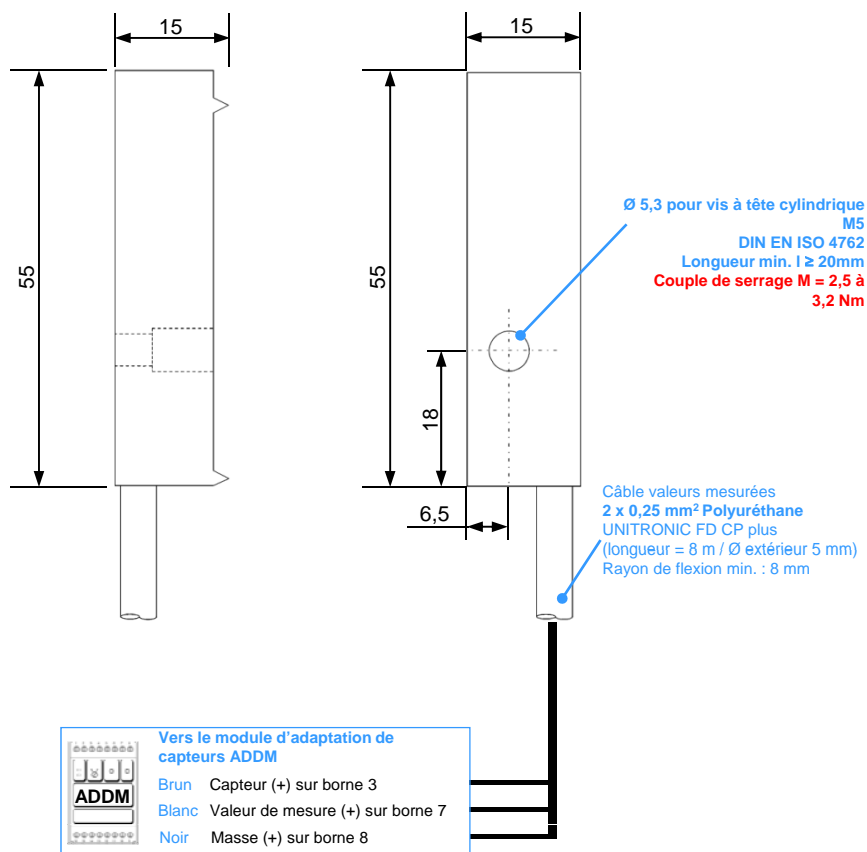 15
15
55
55
Ø 5,3 pour vis à tête cylindrique
M5
DIN EN ISO 4762
Longueur min. l ≥ 20mm
Couple de serrage M = 2,5 à
3,2 Nm
18
6,5
Câble valeurs mesurées
2 x 0,25 mm² Polyuréthane
UNITRONIC FD CP plus
(longueur = 8 m / Ø extérieur 5 mm)
Rayon de flexion min. : 8 mm
Vers le module d'adaptation de
capteurs ADDM
ADDM
Brun Capteur (+) sur borne 3
Blanc Valeur de mesure (+) sur borne 7
Noir Masse (+) sur borne 8